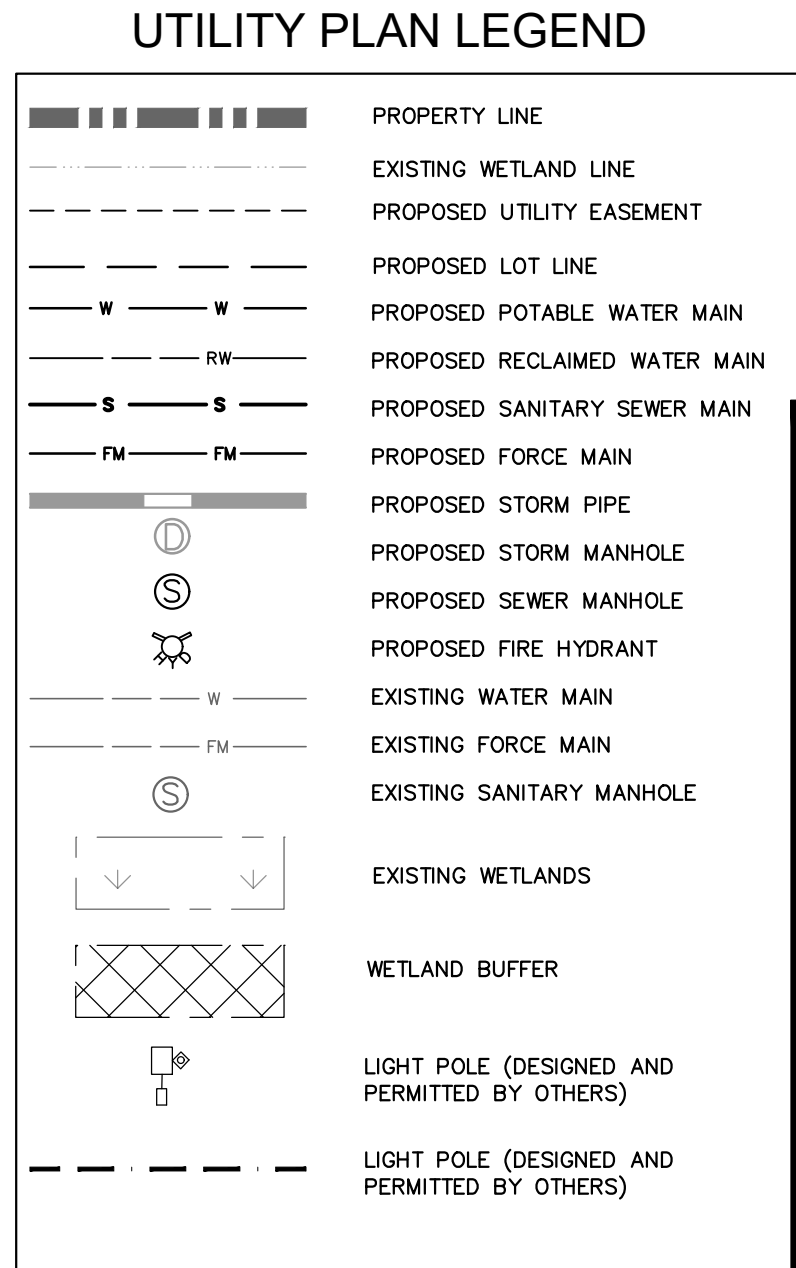 UTILITY PLAN LEGEND
PROPERTY LINE
EXISTING WETLAND LINE
PROPOSED UTILITY EASEMENT
PROPOSED LOT LINE
W W PROPOSED POTABLE WATER MAIN
RW PROPOSED RECLAIMED WATER MAIN
S S PROPOSED SANITARY SEWER MAIN
FM FM PROPOSED FORCE MAIN
PROPOSED STORM PIPE
D PROPOSED STORM MANHOLE
S PROPOSED SEWER MANHOLE
PROPOSED FIRE HYDRANT
W EXISTING WATER MAIN
FM EXISTING FORCE MAIN
S EXISTING SANITARY MANHOLE
EXISTING WETLANDS
WETLAND BUFFER
LIGHT POLE (DESIGNED AND
PERMITTED BY OTHERS)
LIGHT POLE (DESIGNED AND
PERMITTED BY OTHERS)